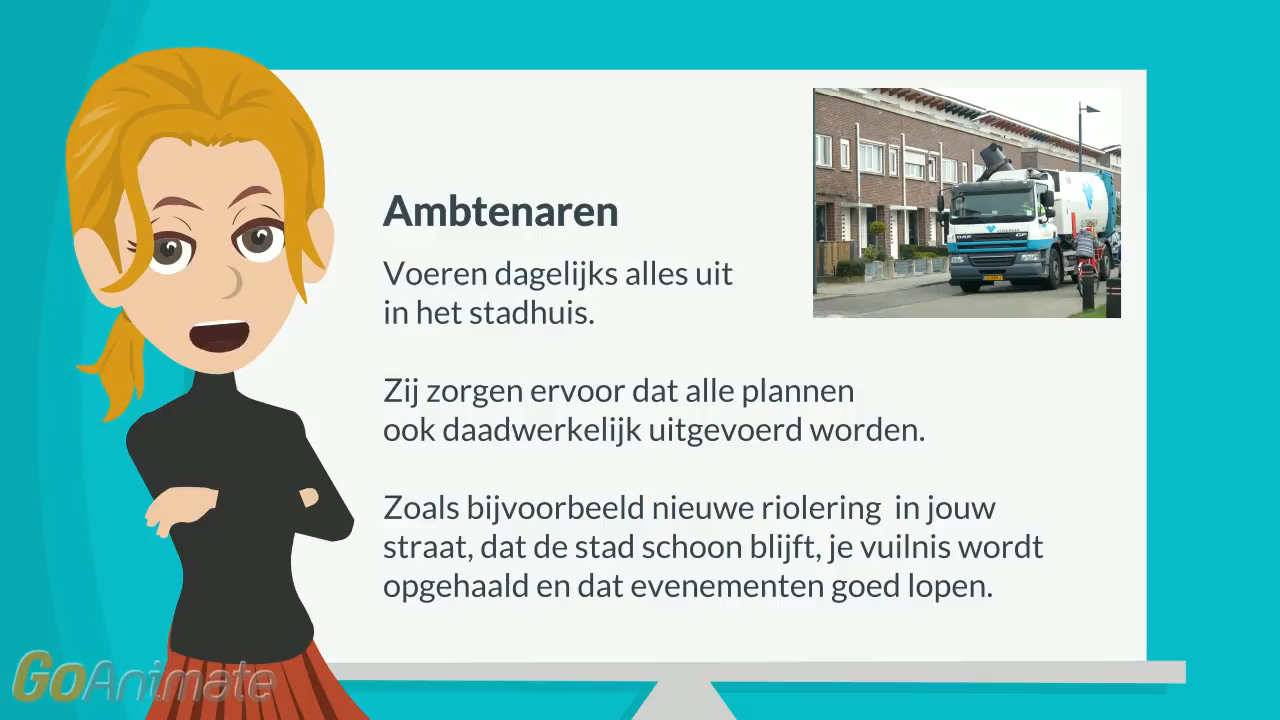 Ambtenaren
Voeren dagelijks alles uit
in het stadhuis.
Zij zorgen ervoor dat alle plannen
ook daadwerkelijk uitgevoerd worden.
Zoals bijvoorbeeld nieuwe riolering in jouw
straat, dat de stad schoon blijft, je vuilnis wordt
opgehaald en dat evenementen goed lopen.
GoAnimate